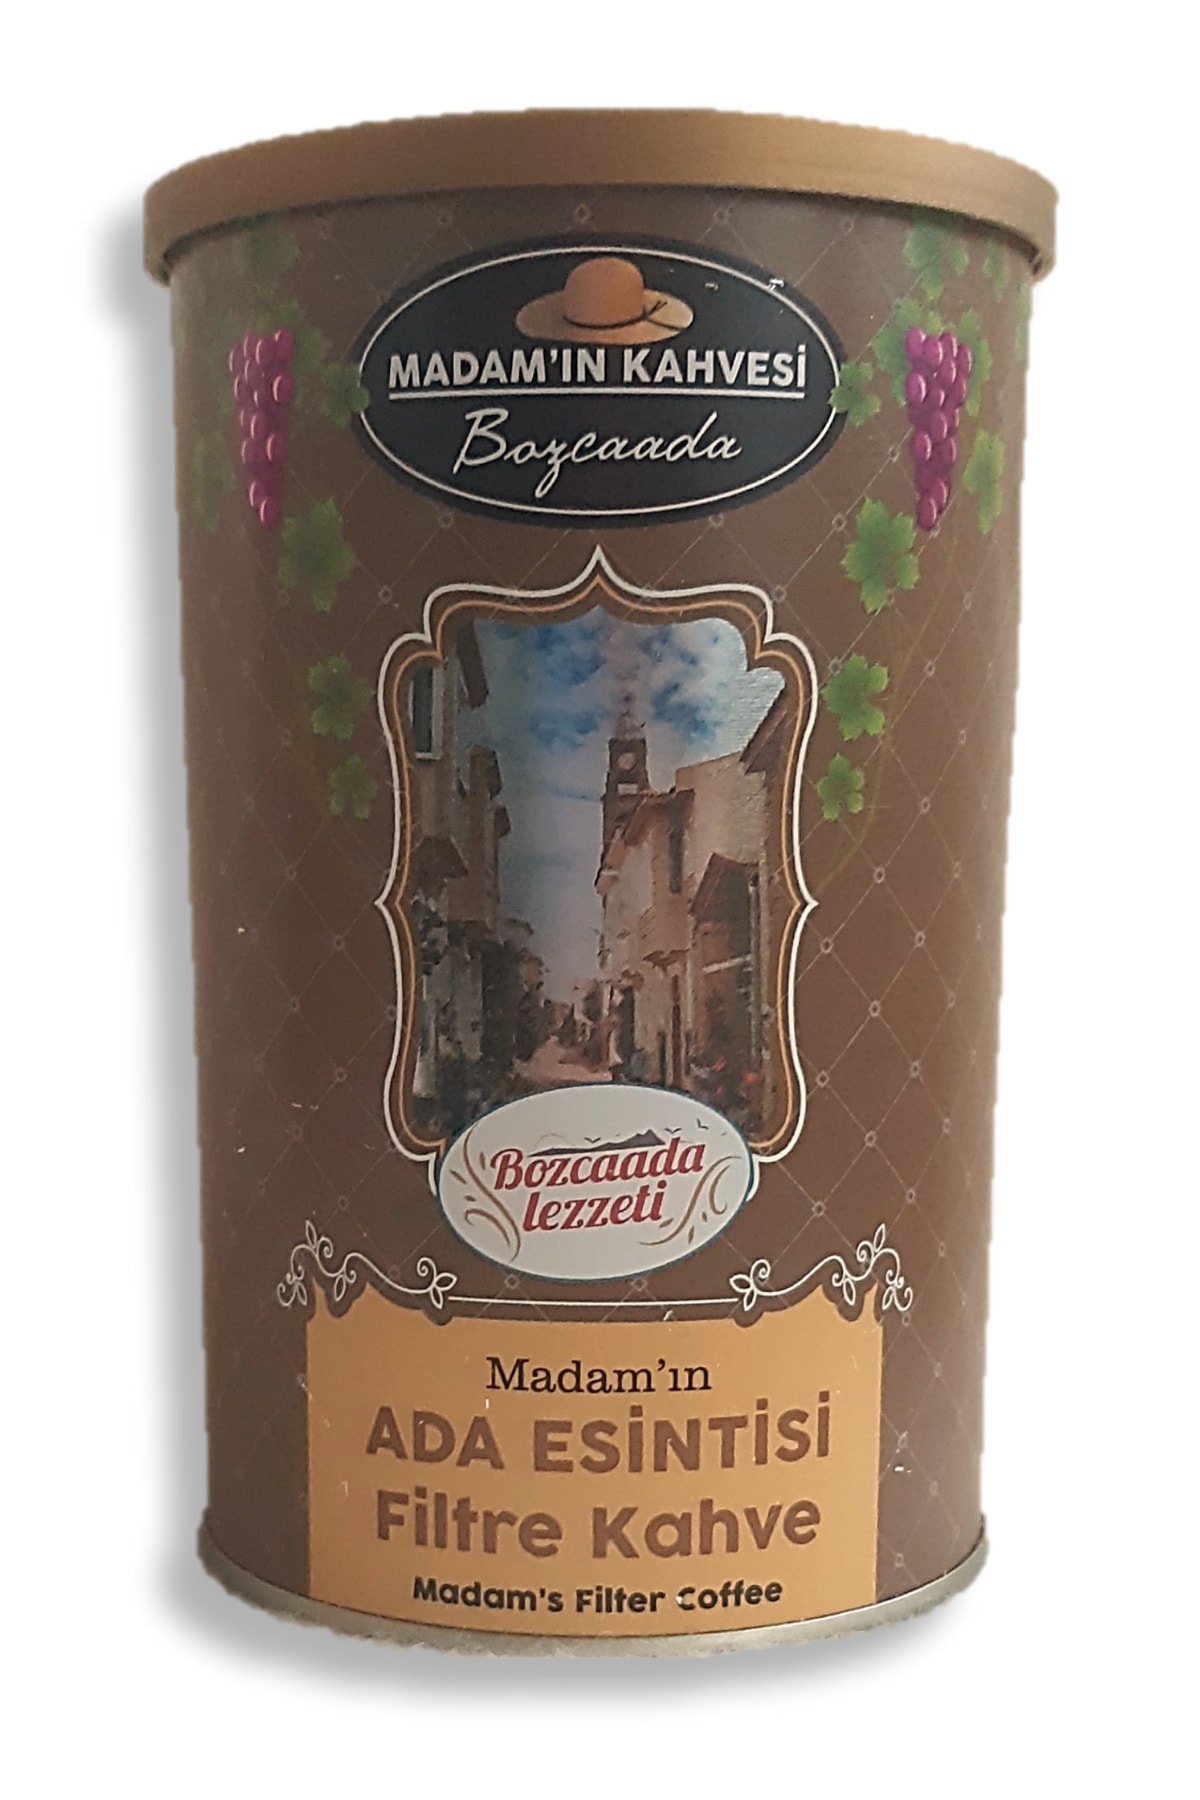 MADAM'IN KAHVESİ
Bozcaada
Bozcaada
lezzeti
Madam'ın
ADA ESİNTİSİ
Filtre Kahve
Madam's Filter Coffee